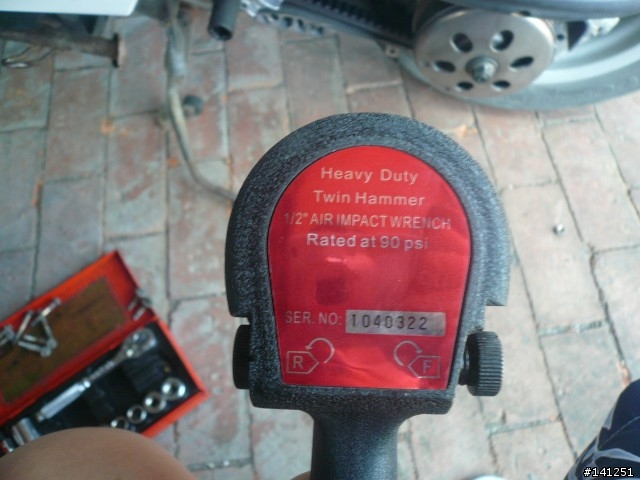 Heavy Duty
Twin Hammer
1/2" AIR IMPACT WRENCH
Rated at 90 psi
SER. NO: 1040322
R F
#141251